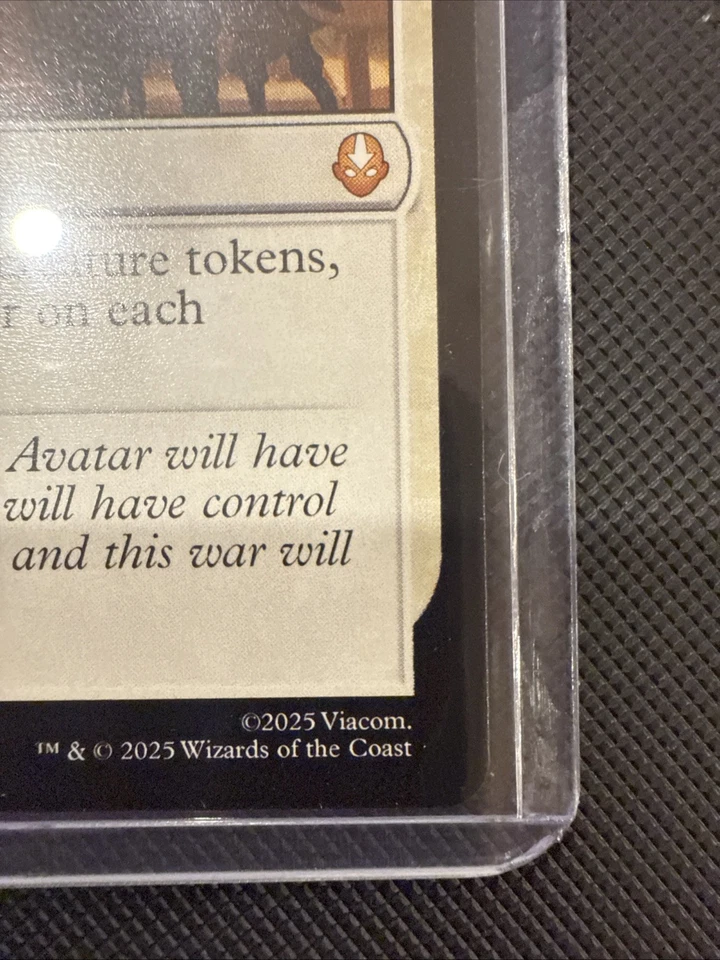 creature tokens,
r on each
Avatar will have
will have control
and this war will
©2025 Viacom.
™ & © 2025 Wizards of the Coast